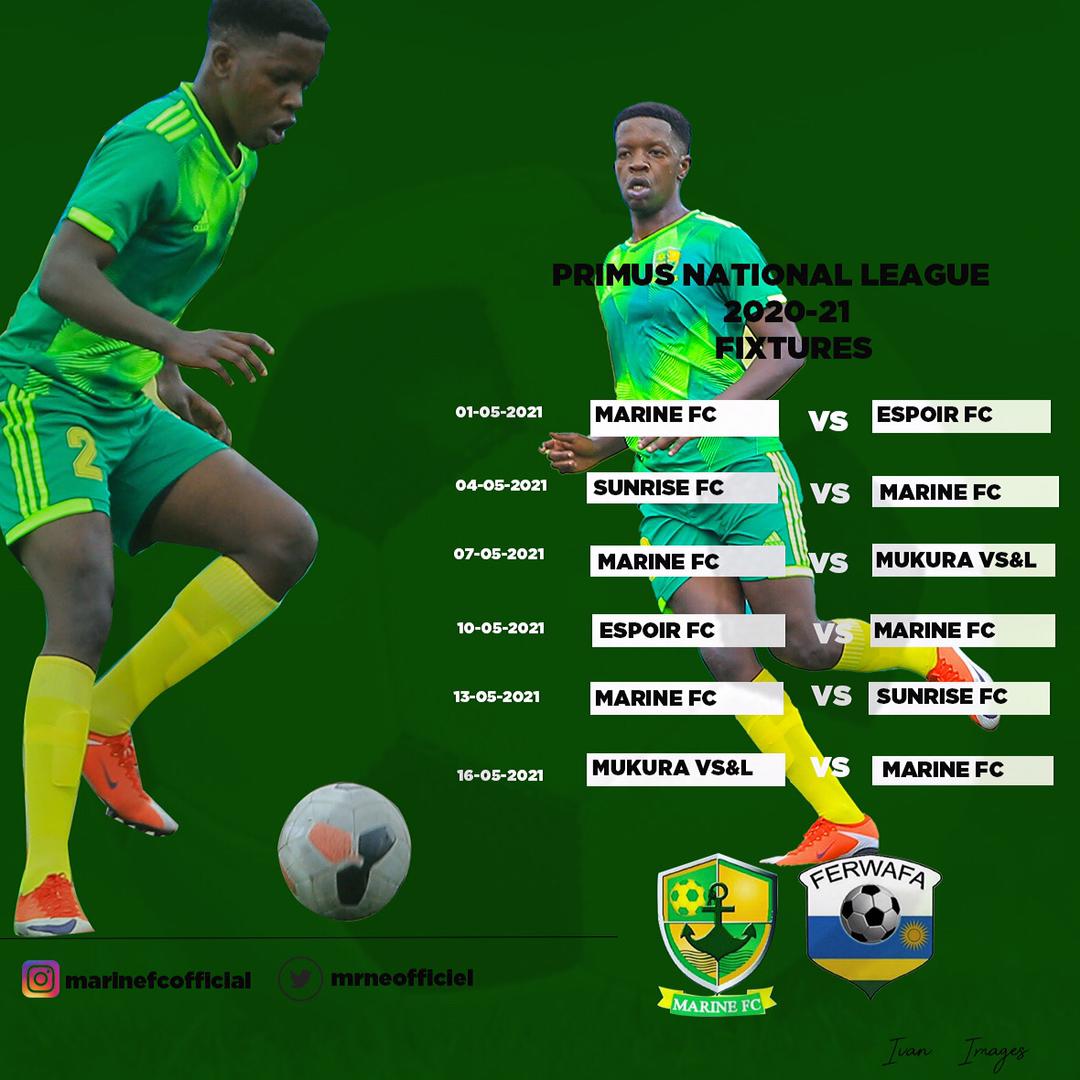 PRIMUS NATIONAL LEAGUE
2020-21
FIXTURES
01-05-2021 MARINE FC VS ESPOIR FC
04-05-2021 SUNRISE FC VS MARINE FC
07-05-2021 MARINE FC VS MUKURA VS&L
10-05-2021 ESPOIR FC VS MARINE FC
13-05-2021 MARINE FC VS SUNRISE FC
16-05-2021 MUKURA VS&L VS MARINE FC
2
FERWAFA
MARINE FC
marinefcofficial mrneofficiel
Ivan Images